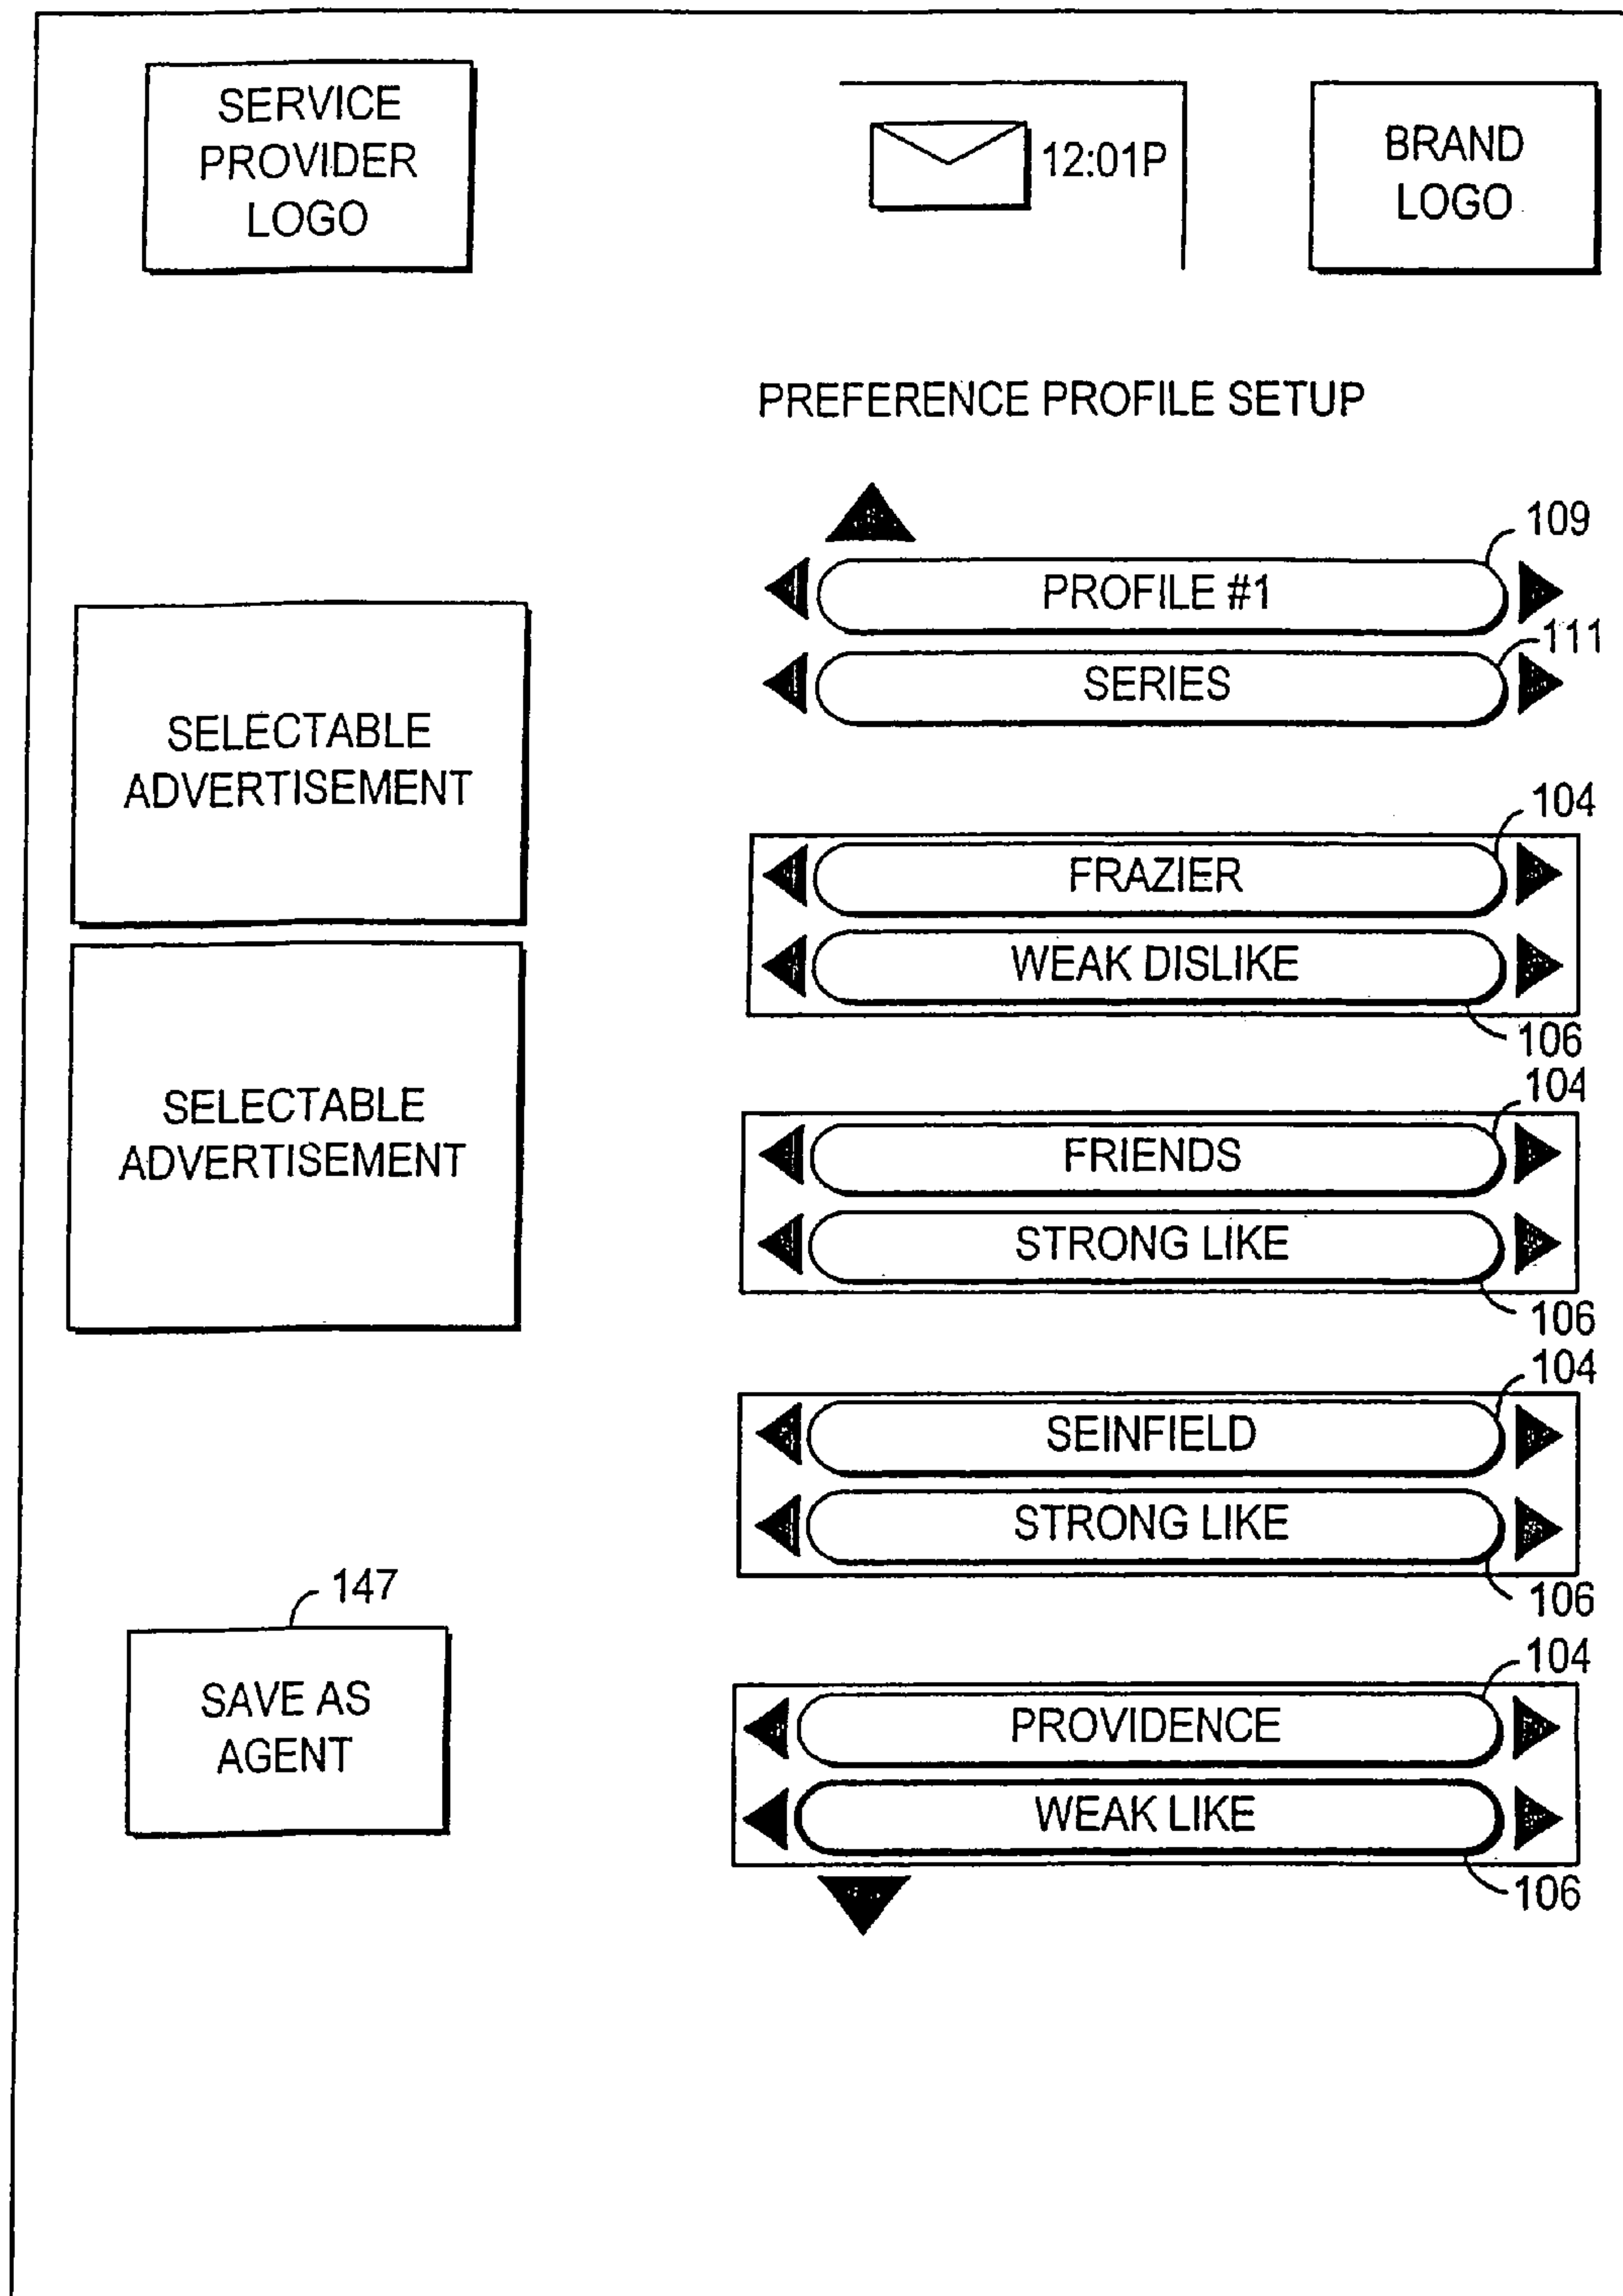 SERVICE
PROVIDER
LOGO
12:01P
BRAND
LOGO
PREFERENCE PROFILE SETUP
109
PROFILE #1
111
SERIES
SELECTABLE
ADVERTISEMENT
104
FRAZIER
WEAK DISLIKE
106
SELECTABLE
ADVERTISEMENT
104
FRIENDS
STRONG LIKE
106
104
SEINFIELD
STRONG LIKE
106
147
SAVE AS
AGENT
104
PROVIDENCE
WEAK LIKE
106